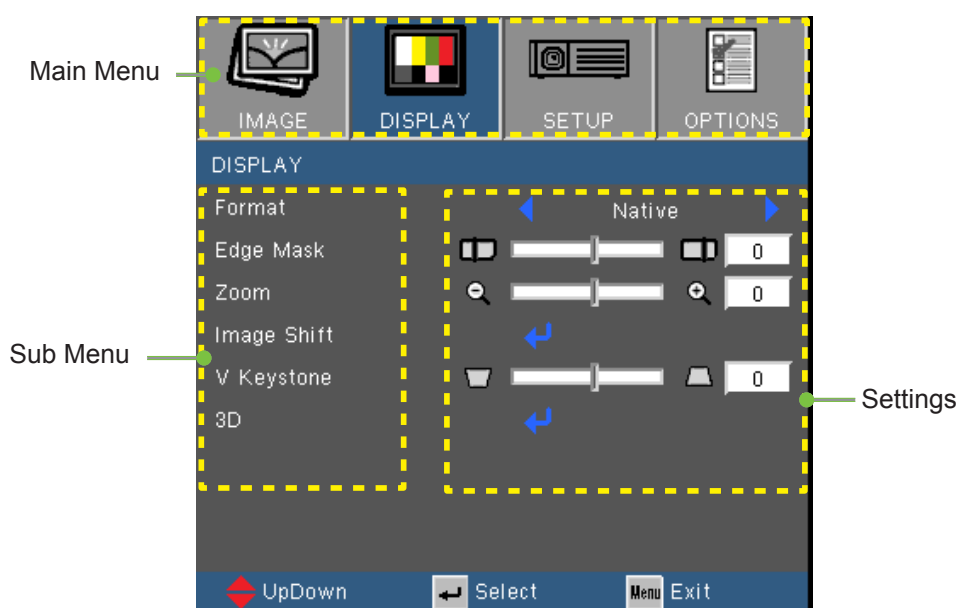 Main Menu
IMAGE DISPLAY SETUP OPTIONS
DISPLAY
Format Native
Edge Mask 0
Zoom 0
Image Shift
Sub Menu
V Keystone 0
Settings
3D
UpDown Select Menu Exit